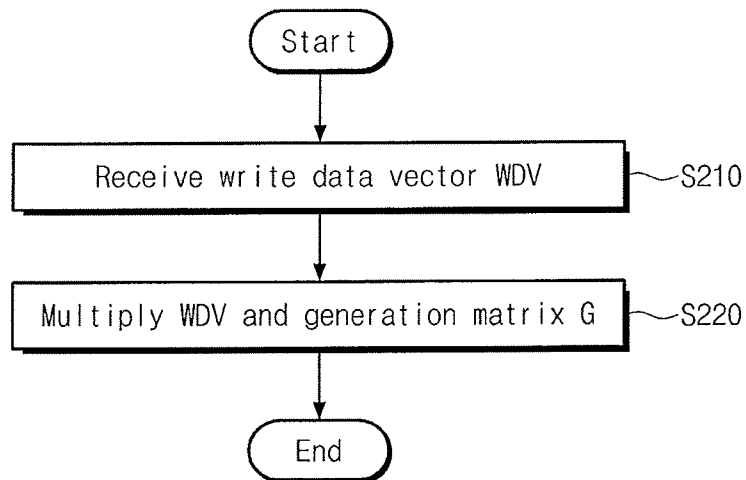 Start
Receive write data vector WDV
S210
Multiply WDV and generation matrix G
S220
End